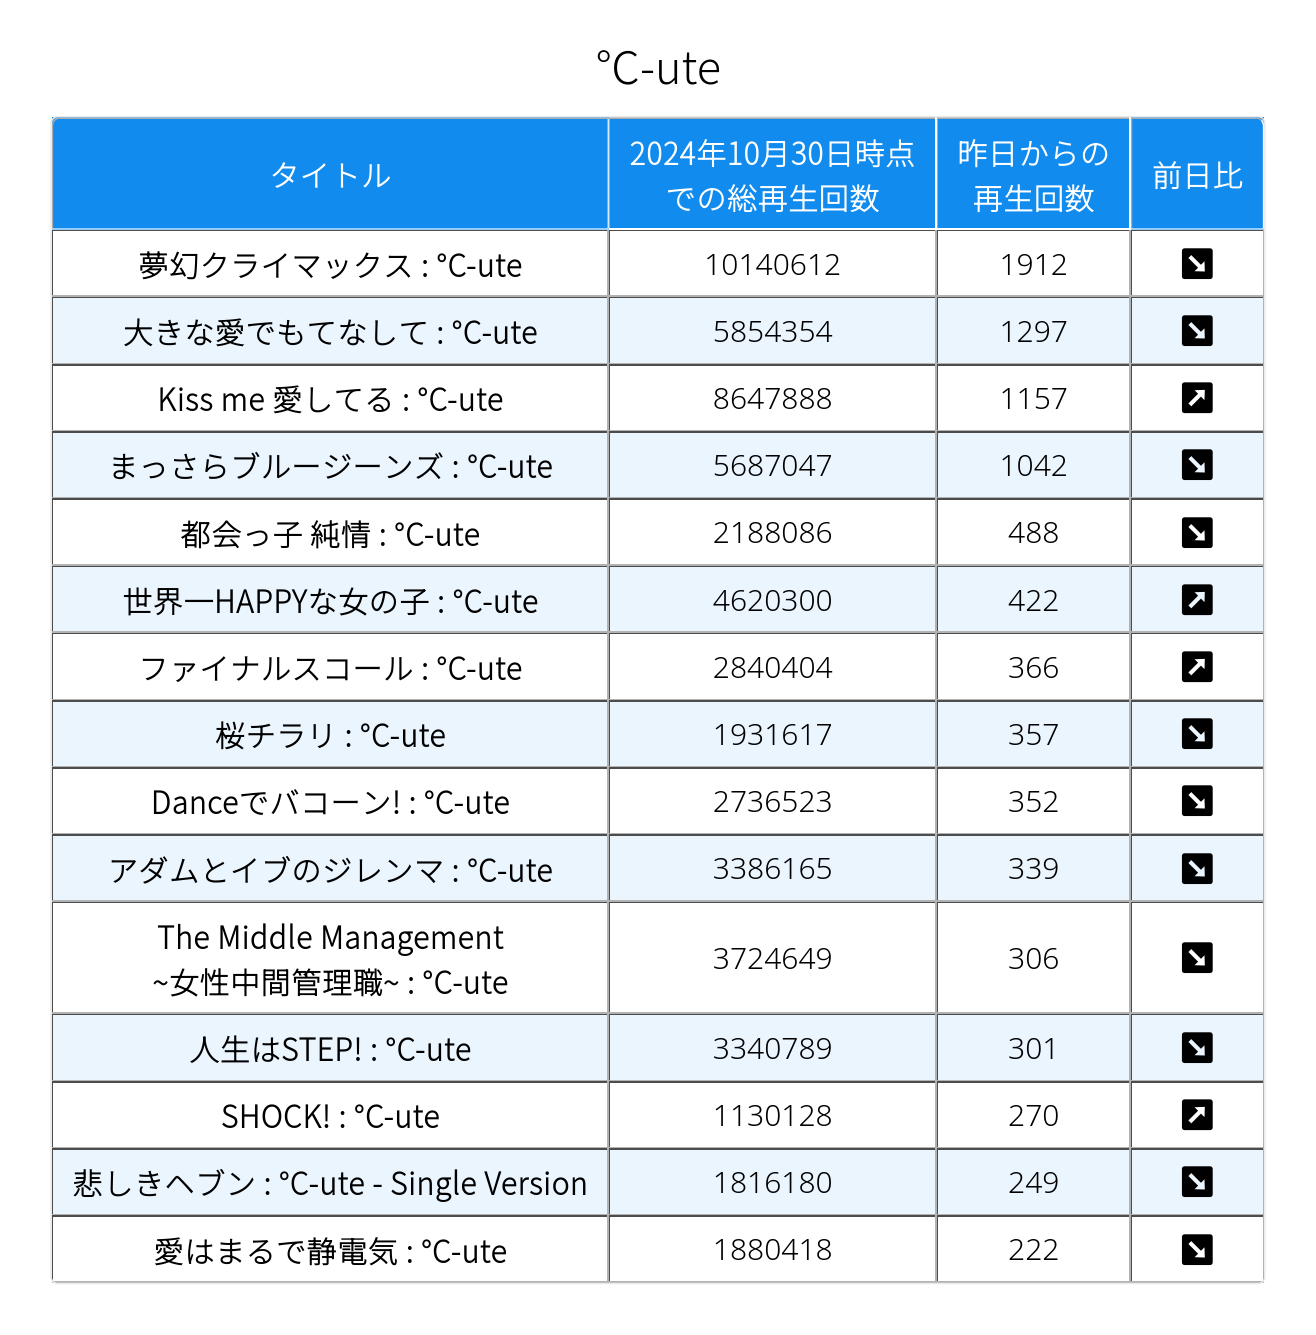 °C-ute
タイトル
2024年10月30日時点
での総再生回数
昨日からの
再生回数
前日比
夢幻クライマックス : °C-ute 10140612 1912
大きな愛でもてなして : °C-ute 5854354 1297
Kiss me 愛してる : °C-ute 8647888 1157
まっさらブルージーンズ : °C-ute 5687047 1042
都会っ子 純情 : °C-ute 2188086 488
世界一HAPPYな女の子 : °C-ute 4620300 422
ファイナルスコール : °C-ute 2840404 366
桜チラリ : °C-ute 1931617 357
Danceでバコーン! : °C-ute 2736523 352
アダムとイブのジレンマ : °C-ute 3386165 339
The Middle Management
~女性中間管理職~ : °C-ute 3724649 306
人生はSTEP! : °C-ute 3340789 301
SHOCK! : °C-ute 1130128 270
悲しきヘブン : °C-ute - Single Version 1816180 249
愛はまるで静電気 : °C-ute 1880418 222